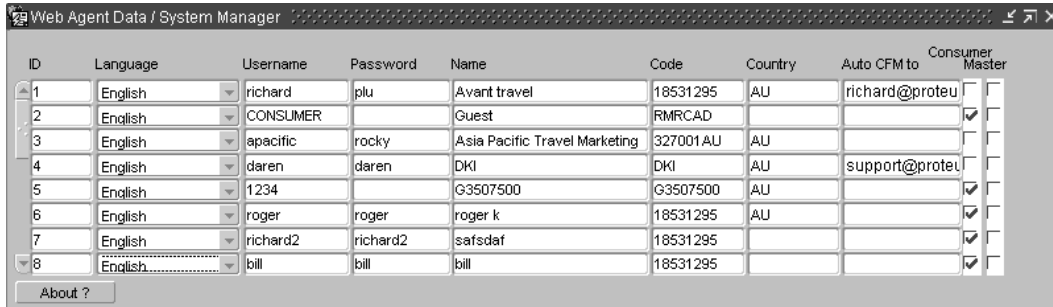 Web Agent Data / System Manager
ID Language Username Password Name Code Country Auto CFM to Consumer Master
1 English richard plu Avant travel 18531295 AU richard@proteu
2 English CONSUMER Guest RMRCAD
3 English apacific rocky Asia Pacific Travel Marketing 327001AU AU
4 English daren daren DKI DKI AU support@proteu
5 English 1234 G3507500 G3507500 AU
6 English roger roger roger k 18531295 AU
7 English richard2 richard2 safsdaf 18531295
8 English bill bill bill 18531295
About ?